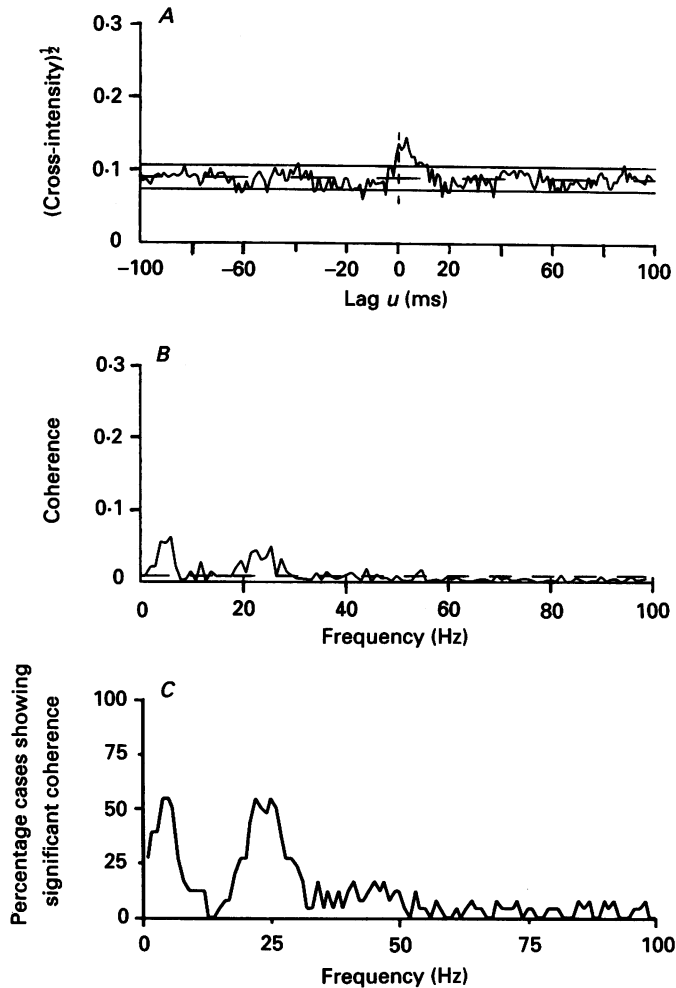 A
0·3
0·2
0·1
0
(Cross-intensity)½
–100 –60 –20 0 20 60 100
Lag u (ms)
B
0·3
0·2
0·1
0
Coherence
0 20 40 60 80 100
Frequency (Hz)
C
100
75
50
25
0
Percentage cases showing
significant coherence
0 25 50 75 100
Frequency (Hz)